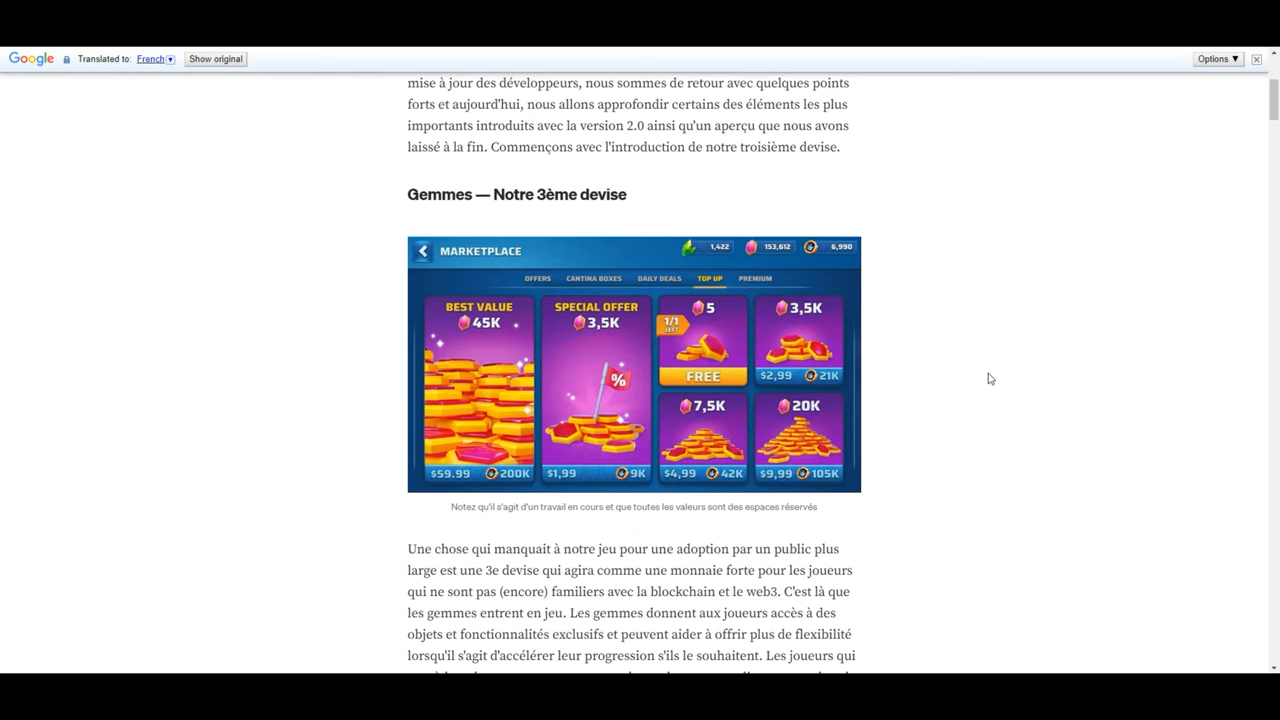 Google Translated to: French Show original Options ▼
mise à jour des développeurs, nous sommes de retour avec quelques points
forts et aujourd'hui, nous allons approfondir certains des éléments les plus
importants introduits avec la version 2.0 ainsi qu'un aperçu que nous avons
laissé à la fin. Commençons avec l'introduction de notre troisième devise.
Gemmes — Notre 3ème devise
MARKETPLACE 1,422 153,612 6,990
OFFERS CANTINA BOXES DAILY DEALS TOP UP PREMIUM
BEST VALUE
45K
$59.99 200K
SPECIAL OFFER
3,5K
%
$1,99 9K
5
1/1
LEFT
FREE
3,5K
$2,99 21K
7,5K
$4,99 42K
20K
$9,99 105K
Notez qu'il s'agit d'un travail en cours et que toutes les valeurs sont des espaces réservés
Une chose qui manquait à notre jeu pour une adoption par un public plus
large est une 3e devise qui agira comme une monnaie forte pour les joueurs
qui ne sont pas (encore) familiers avec la blockchain et le web3. C'est là que
les gemmes entrent en jeu. Les gemmes donnent aux joueurs accès à des
objets et fonctionnalités exclusifs et peuvent aider à offrir plus de flexibilité
lorsqu'il s'agit d'accélérer leur progression s'ils le souhaitent. Les joueurs qui